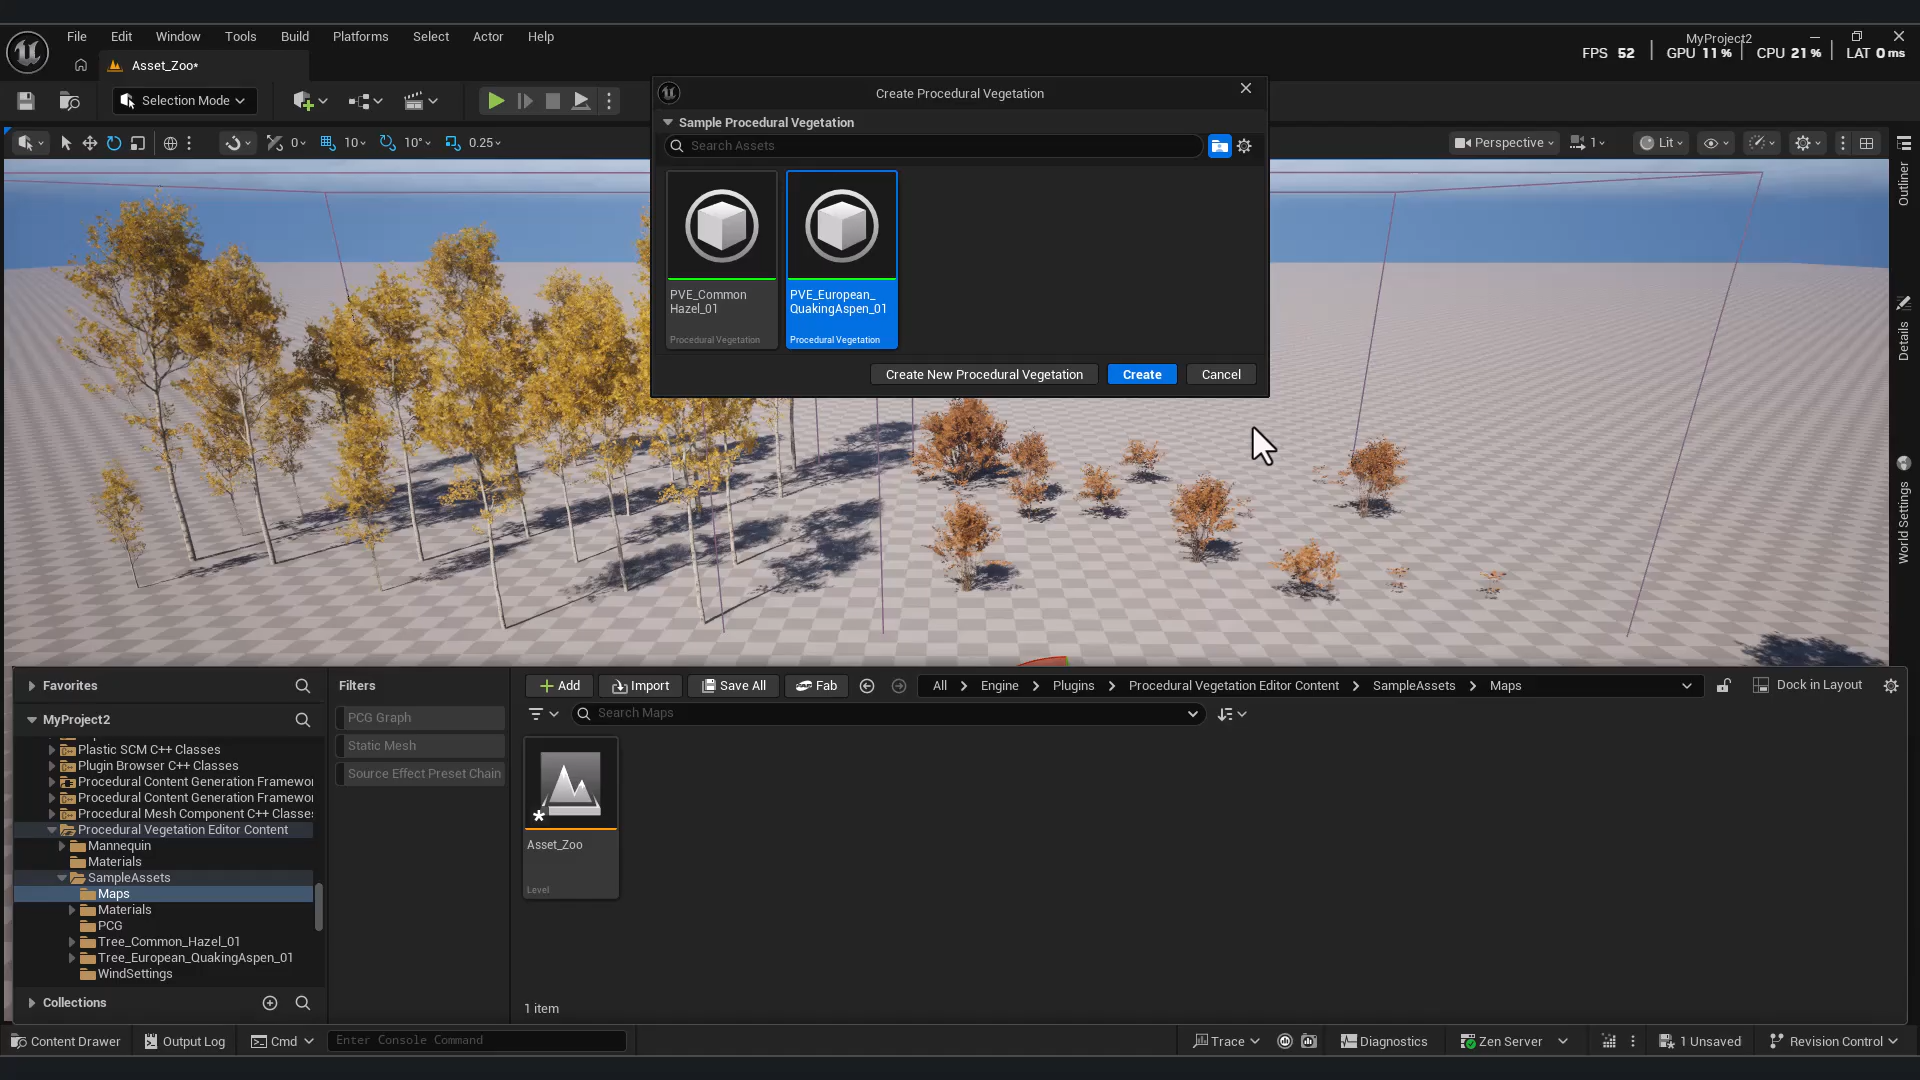 File Edit Window Tools Build Platforms Select Actor Help
MyProject2
FPS 52 GPU 11% CPU 21% LAT 0 ms
Asset_Zoo*
Selection Mode
Create Procedural Vegetation
Sample Procedural Vegetation
Search Assets
0 10 10° 0.25
Perspective 1 Lit
Outliner
Details
World Settings
PVE_Common
Hazel_01
Procedural Vegetation
PVE_European_
QuakingAspen_01
Procedural Vegetation
Create New Procedural Vegetation Create Cancel
Favorites
MyProject2
Plastic SCM C++ Classes
Plugin Browser C++ Classes
Procedural Content Generation Framewor
Procedural Content Generation Framewor
Procedural Mesh Component C++ Classes
Procedural Vegetation Editor Content
Mannequin
Materials
SampleAssets
Maps
Materials
PCG
Tree_Common_Hazel_01
Tree_European_QuakingAspen_01
WindSettings
Collections
Filters
PCG Graph
Static Mesh
Source Effect Preset Chain
Add Import Save All Fab All Engine Plugins Procedural Vegetation Editor Content SampleAssets Maps Dock in Layout
Search Maps
Asset_Zoo
Level
1 item
Content Drawer Output Log Cmd Enter Console Command Trace Diagnostics Zen Server 1 Unsaved Revision Control